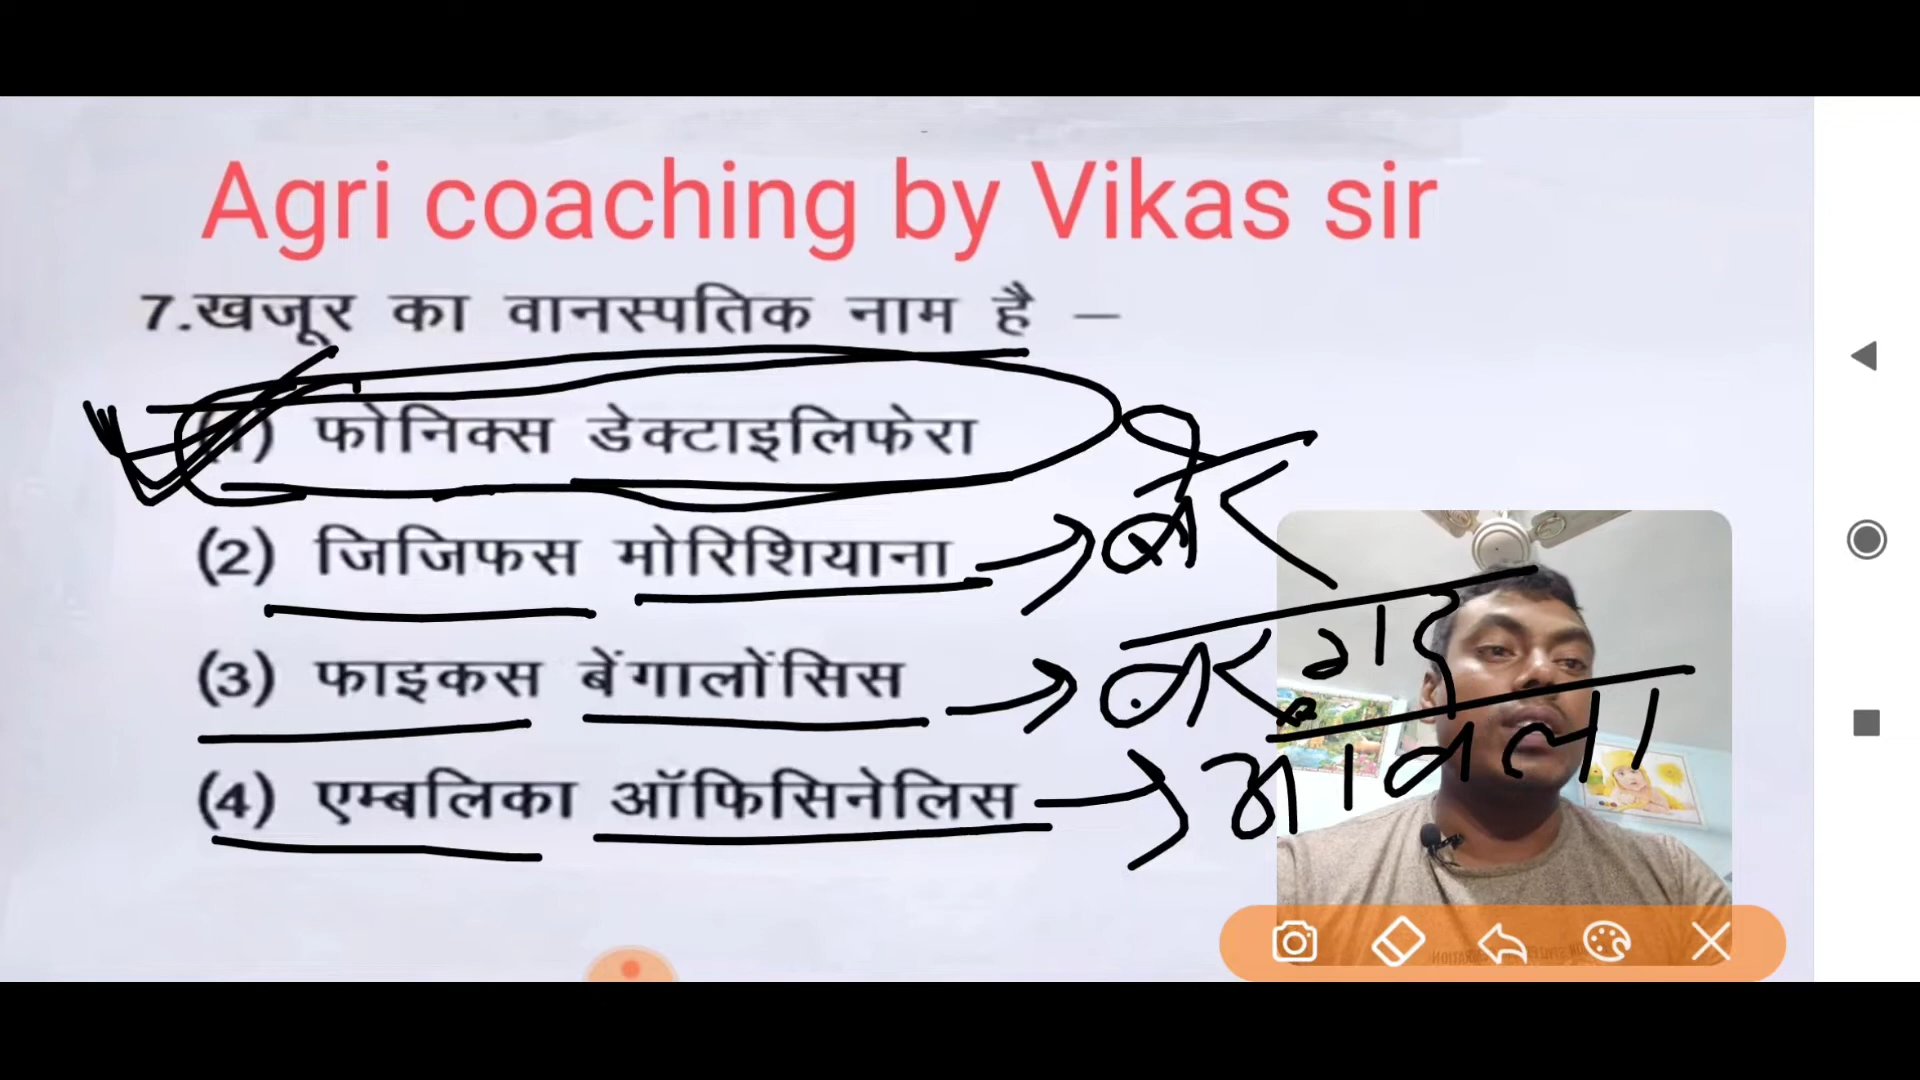 Agri coaching by Vikas sir
7.खजूर का वानस्पतिक नाम है –
(1) फोनिक्स डेक्टाइलिफेरा
(2) जिजिफस मोरिशियाना → बेर
(3) फाइकस बेंगालोंसिस → बरगद
(4) एम्बलिका ऑफिसिनेलिस → आवला